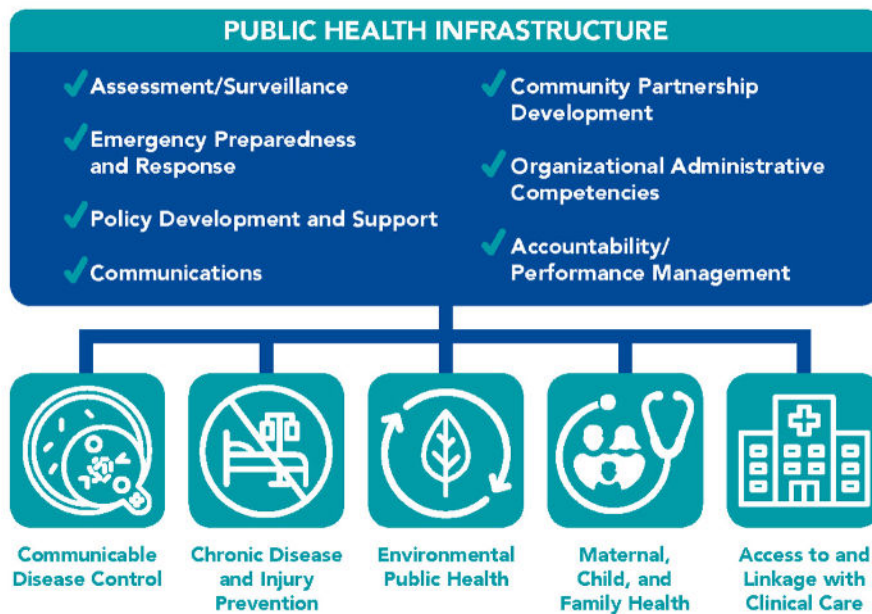 PUBLIC HEALTH INFRASTRUCTURE
Assessment/Surveillance
Emergency Preparedness
and Response
Policy Development and Support
Communications
Community Partnership
Development
Organizational Administrative
Competencies
Accountability/
Performance Management
Communicable
Disease Control
Chronic Disease
and Injury
Prevention
Environmental
Public Health
Maternal,
Child, and
Family Health
Access to and
Linkage with
Clinical Care